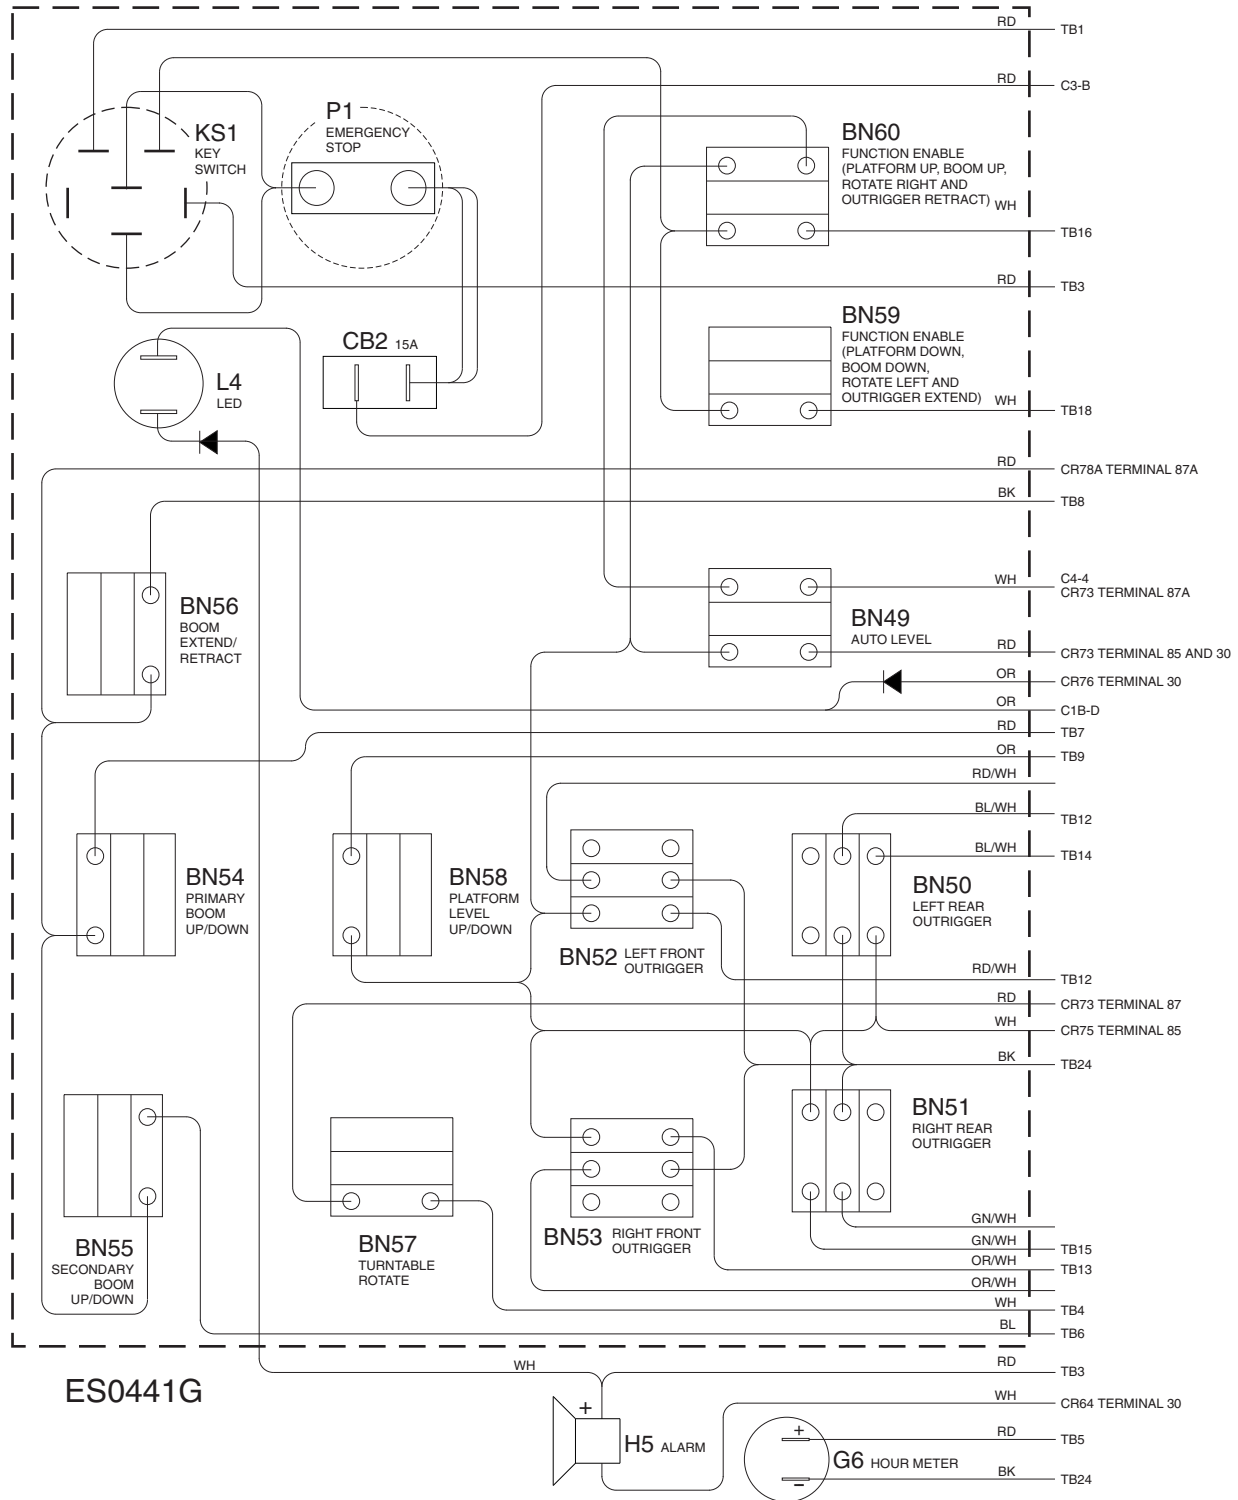 RD TB1
RD C3-B
KS1
KEY
SWITCH
P1
EMERGENCY
STOP
BN60
FUNCTION ENABLE
(PLATFORM UP, BOOM UP,
ROTATE RIGHT AND
OUTRIGGER RETRACT)
WH TB16
RD TB3
BN59
FUNCTION ENABLE
(PLATFORM DOWN,
BOOM DOWN,
ROTATE LEFT AND
OUTRIGGER EXTEND)
WH TB18
CB2 15A
L4
LED
RD CR78A TERMINAL 87A
BK TB8
BN56
BOOM
EXTEND/
RETRACT
WH C4-4
CR73 TERMINAL 87A
BN49
AUTO LEVEL
RD CR73 TERMINAL 85 AND 30
OR CR76 TERMINAL 30
OR C1B-D
RD TB7
OR TB9
RD/WH
BL/WH TB12
BL/WH TB14
BN54
PRIMARY
BOOM
UP/DOWN
BN58
PLATFORM
LEVEL
UP/DOWN
BN52 LEFT FRONT
OUTRIGGER
BN50
LEFT REAR
OUTRIGGER
RD/WH TB12
RD CR73 TERMINAL 87
WH CR75 TERMINAL 85
BK TB24
BN51
RIGHT REAR
OUTRIGGER
BN55
SECONDARY
BOOM
UP/DOWN
BN57
TURNTABLE
ROTATE
BN53 RIGHT FRONT
OUTRIGGER
GN/WH
GN/WH TB15
OR/WH TB13
OR/WH
WH TB4
BL TB6
ES0441G
WH RD TB3
WH CR64 TERMINAL 30
+
H5 ALARM
RD TB5
+
G6 HOUR METER
–
BK TB24